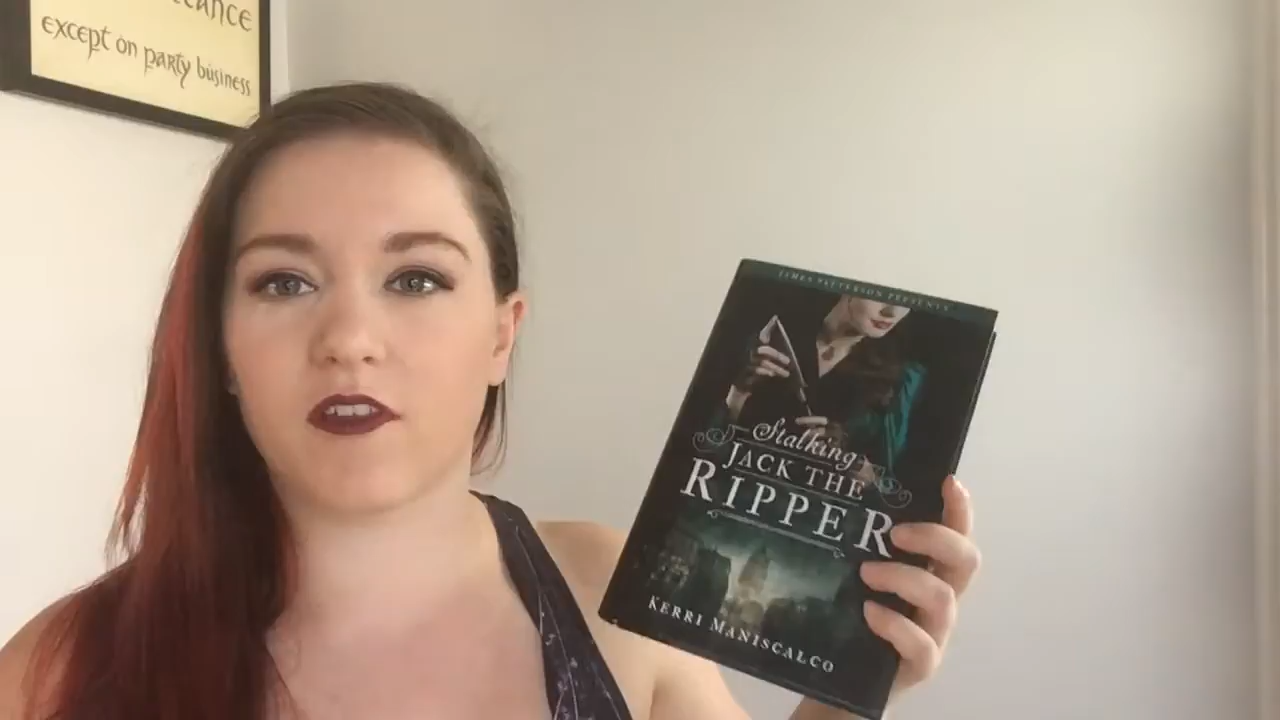 except on party business
JAMES PATTERSON PRESENTS
Stalking
JACK THE
RIPPER
KERRI MANISCALCO